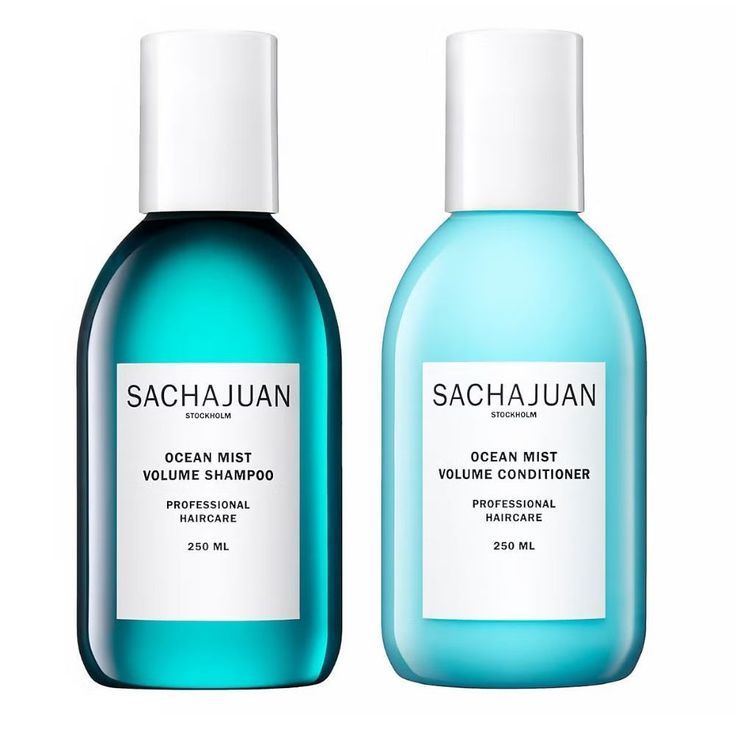 SACHAJUAN
STOCKHOLM
OCEAN MIST
VOLUME SHAMPOO
PROFESSIONAL
HAIRCARE
250 ML
SACHAJUAN
STOCKHOLM
OCEAN MIST
VOLUME CONDITIONER
PROFESSIONAL
HAIRCARE
250 ML